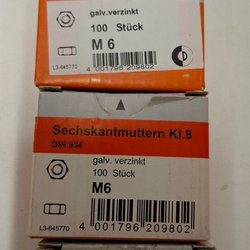 galv. verzinkt
100 Stück
M 6
L3-645770
4 001796 209802
Sechskantmuttern Kl.8
DIN 934
galv. verzinkt
100 Stück
M6
L3-645770
4 001796 209802